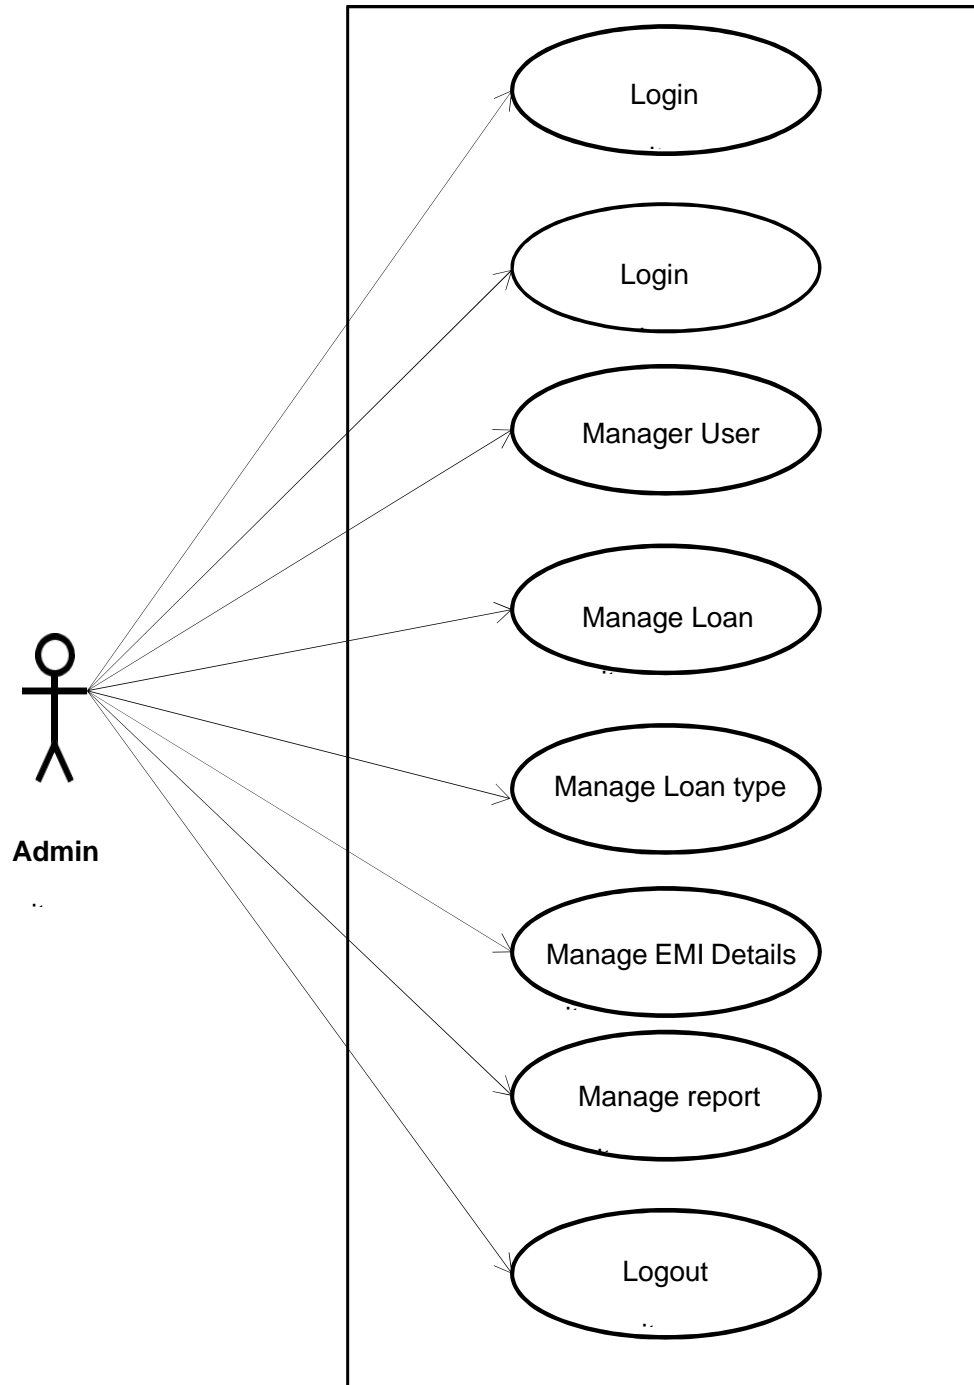 Login
Login
Manager User
Manage Loan
Manage Loan type
Admin
Manage EMI Details
Manage report
Logout